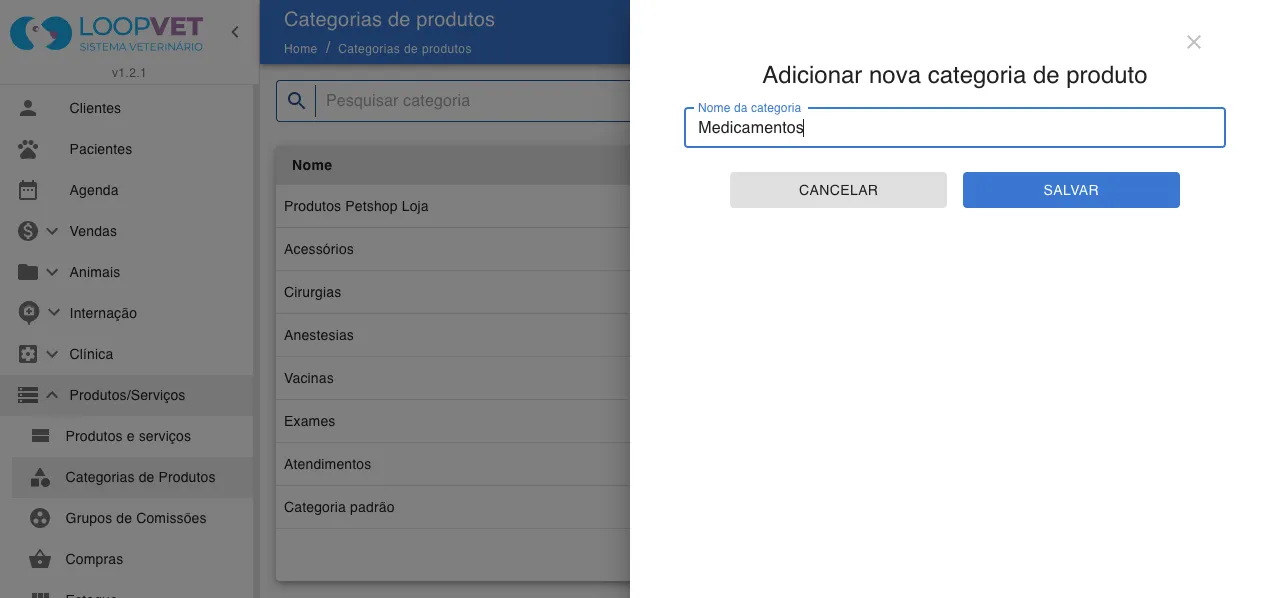 LOOPVET
SISTEMA VETERINÁRIO
v1.2.1
Clientes
Pacientes
Agenda
Vendas
Animais
Internação
Clínica
Produtos/Serviços
Produtos e serviços
Categorias de Produtos
Grupos de Comissões
Compras
Categorias de produtos
Home / Categorias de produtos
Pesquisar categoria
Nome
Produtos Petshop Loja
Acessórios
Cirurgias
Anestesias
Vacinas
Exames
Atendimentos
Categoria padrão
Adicionar nova categoria de produto
Nome da categoria
Medicamentos
CANCELAR SALVAR